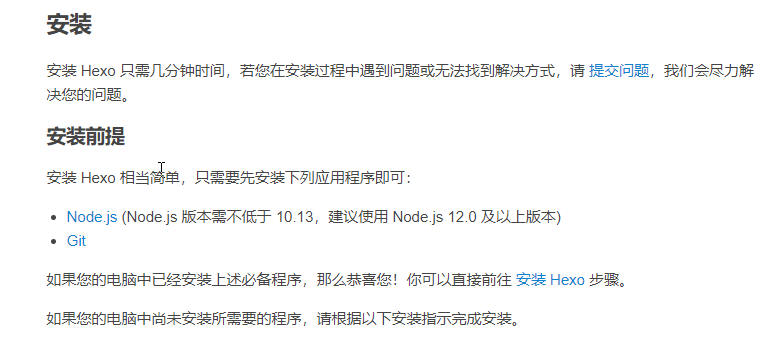 安装
安装 Hexo 只需几分钟时间，若您在安装过程中遇到问题或无法找到解决方式，请 提交问题，我们会尽力解
决您的问题。
安装前提
安装 Hexo 相当简单，只需要先安装下列应用程序即可：
• Node.js (Node.js 版本需不低于 10.13，建议使用 Node.js 12.0 及以上版本)
• Git
如果您的电脑中已经安装上述必备程序，那么恭喜您！你可以直接前往 安装 Hexo 步骤。
如果您的电脑中尚未安装所需要的程序，请根据以下安装指示完成安装。